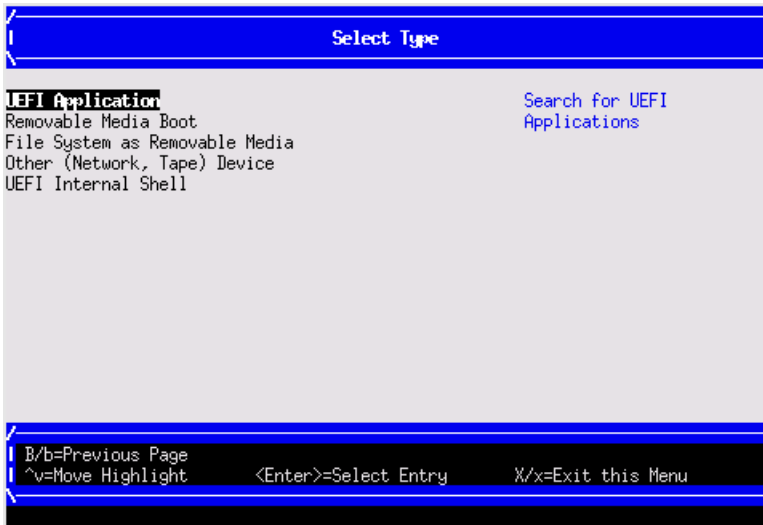 Select Type
UEFI Application
Search for UEFI
Removable Media Boot
Applications
File System as Removable Media
Other (Network, Tape) Device
UEFI Internal Shell
B/b=Previous Page
^v=Move Highlight <Enter>=Select Entry X/x=Exit this Menu